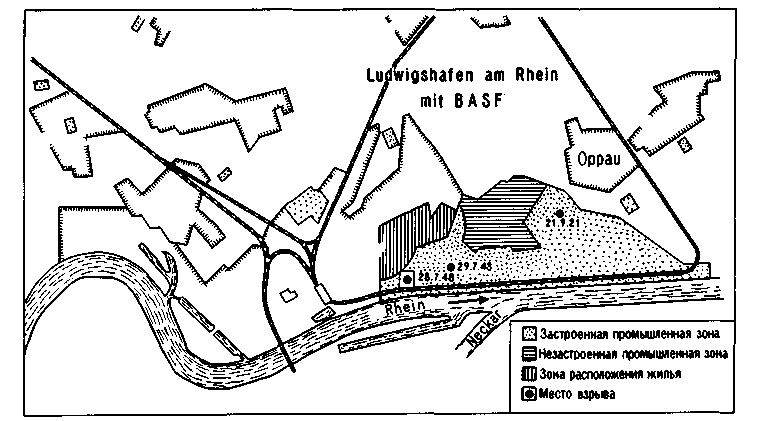 Ludwigshafen am Rhein
mit BASF
Oppau
21.9.21
29.7.43
28.7.48
Rhein
Neckar
Застроенная промышленная зона
Незастроенная промышленная зона
Зона расположения жилья
Место взрыва